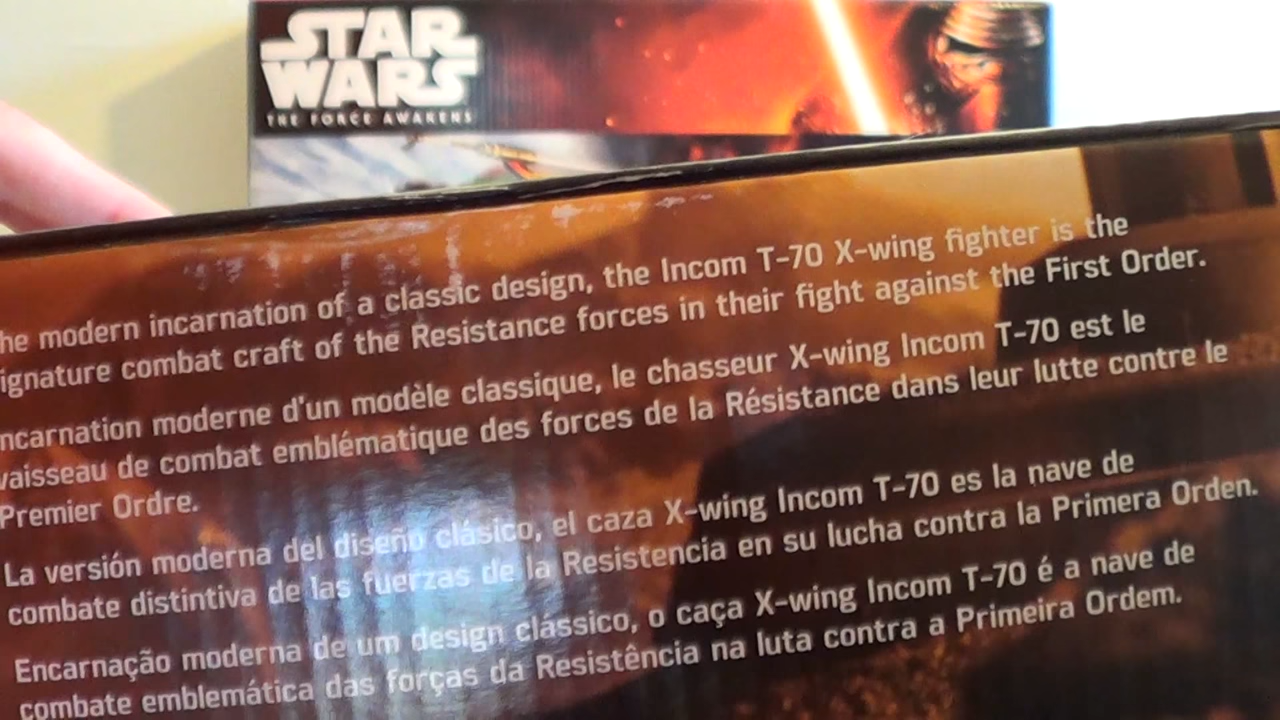 STAR
WARS
THE FORCE AWAKENS
he modern incarnation of a classic design, the Incom T-70 X-wing fighter is the
ignature combat craft of the Resistance forces in their fight against the First Order.
ncarnation moderne d'un modèle classique, le chasseur X-wing Incom T-70 est le
vaisseau de combat emblématique des forces de la Résistance dans leur lutte contre le
Premier Ordre.
La versión moderna del diseño clásico, el caza X-wing Incom T-70 es la nave de
combate distintiva de las fuerzas de la Resistencia en su lucha contra la Primera Orden.
Encarnação moderna de um design clássico, o caça X-wing Incom T-70 é a nave de
combate emblemática das forças da Resistência na luta contra a Primeira Ordem.